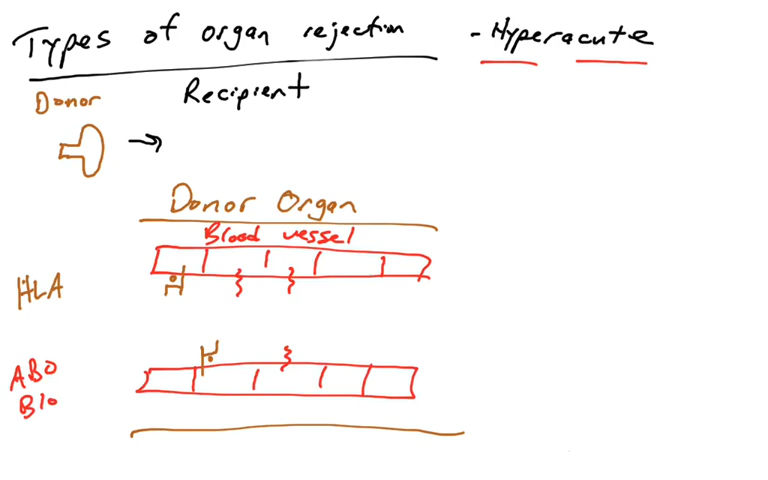 Types of organ rejection
- Hyperacute
Donor
Recipient
Donor Organ
Blood vessel
HLA
ABO
Blo